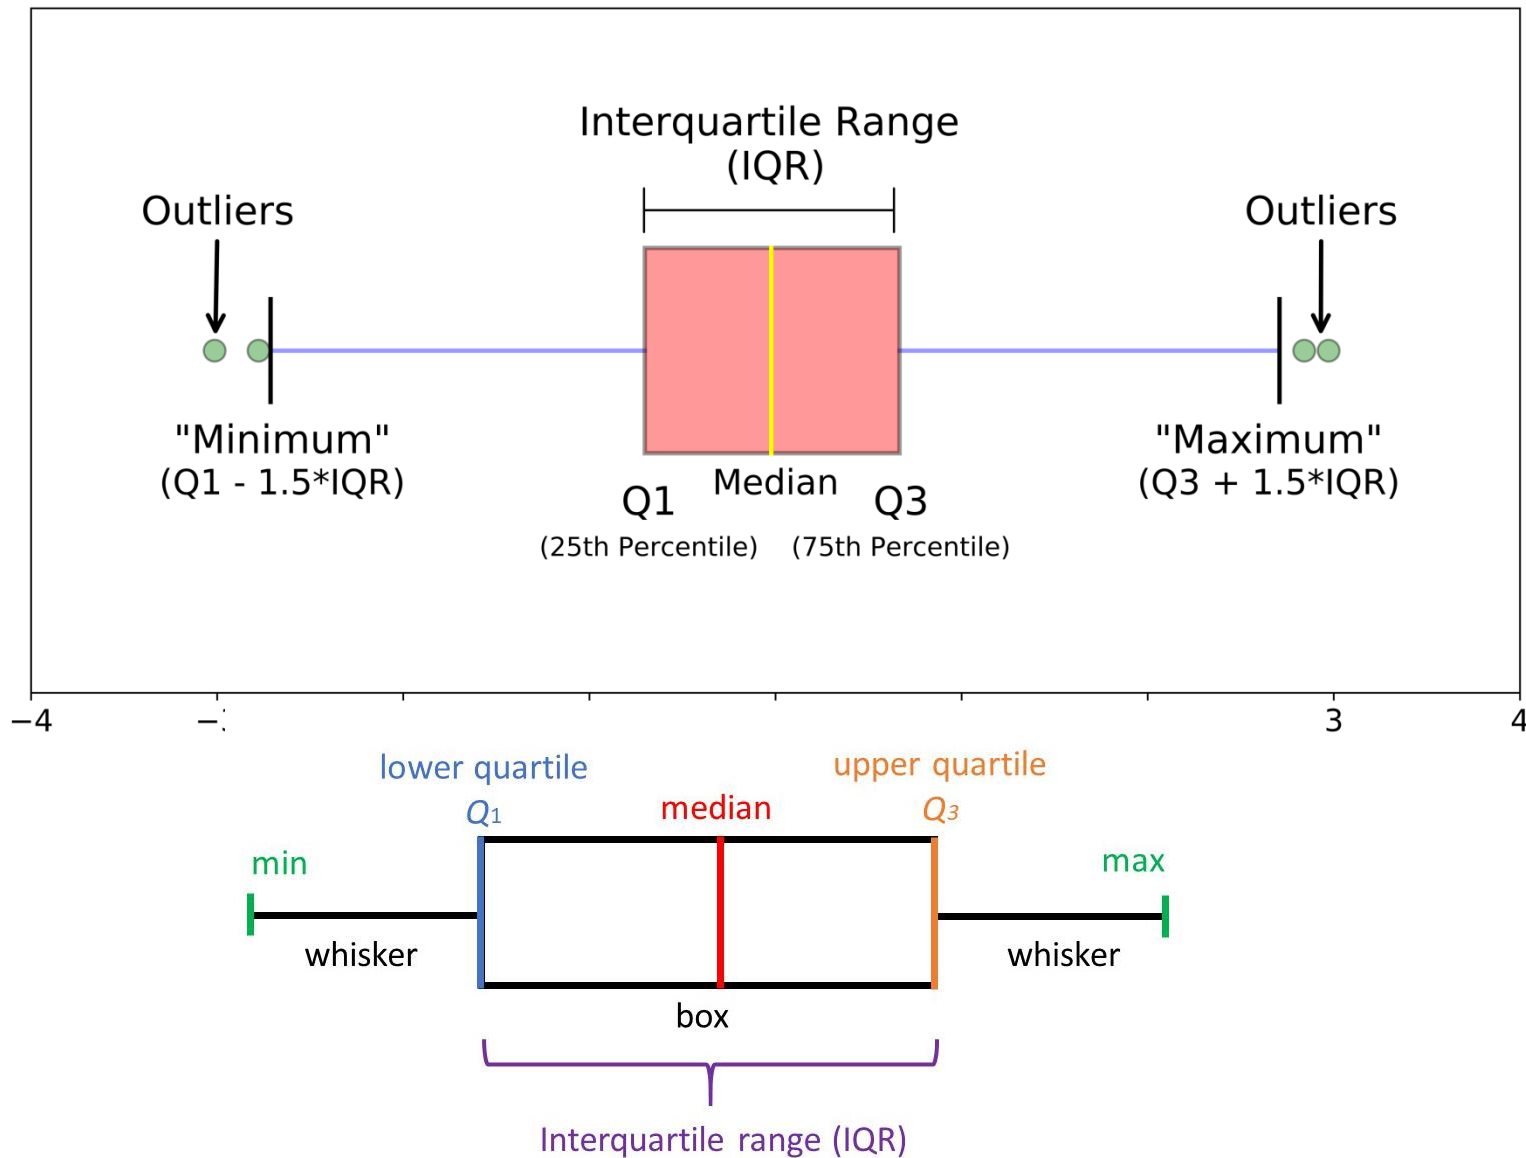 Interquartile Range
(IQR)
Outliers
Outliers
"Minimum"
(Q1 - 1.5*IQR)
"Maximum"
(Q3 + 1.5*IQR)
Median
Q1
Q3
(25th Percentile)
(75th Percentile)
−4
3
4
lower quartile
Q1
median
upper quartile
Q3
min
max
whisker
whisker
box
Interquartile range (IQR)